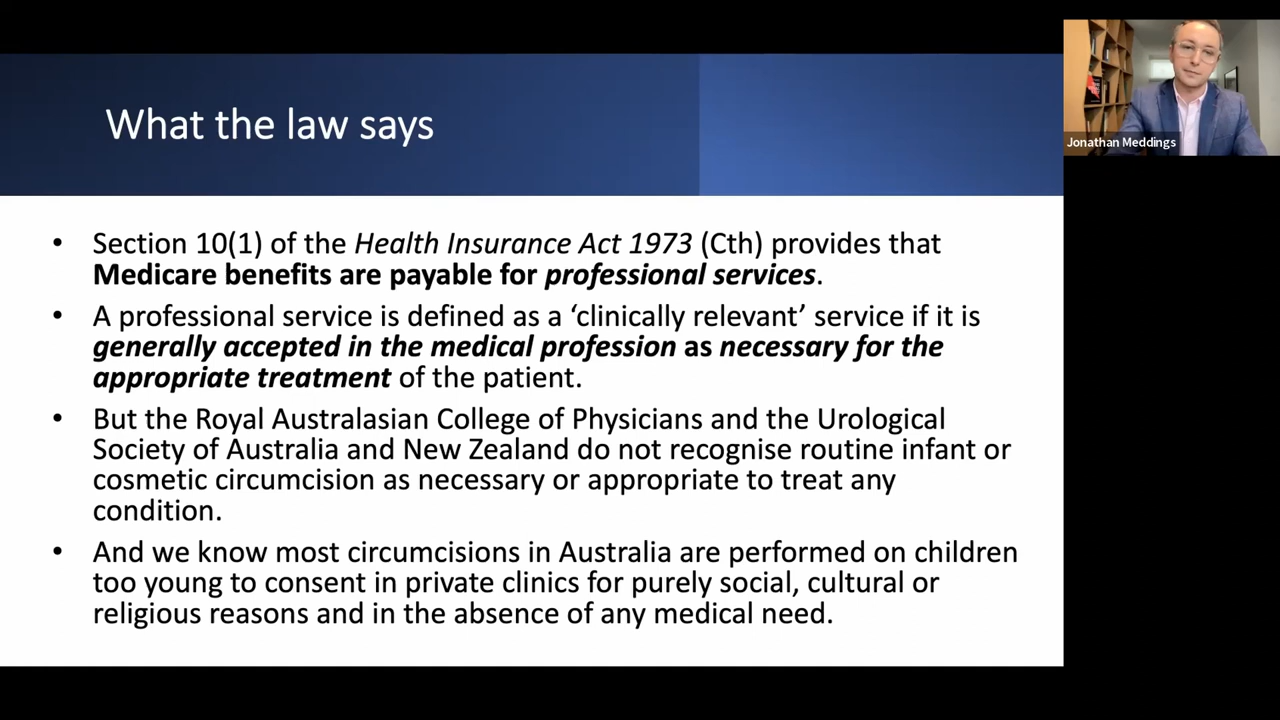 What the law says
Jonathan Meddings
• Section 10(1) of the Health Insurance Act 1973 (Cth) provides that
Medicare benefits are payable for professional services.
• A professional service is defined as a ‘clinically relevant’ service if it is
generally accepted in the medical profession as necessary for the
appropriate treatment of the patient.
• But the Royal Australasian College of Physicians and the Urological
Society of Australia and New Zealand do not recognise routine infant or
cosmetic circumcision as necessary or appropriate to treat any
condition.
• And we know most circumcisions in Australia are performed on children
too young to consent in private clinics for purely social, cultural or
religious reasons and in the absence of any medical need.